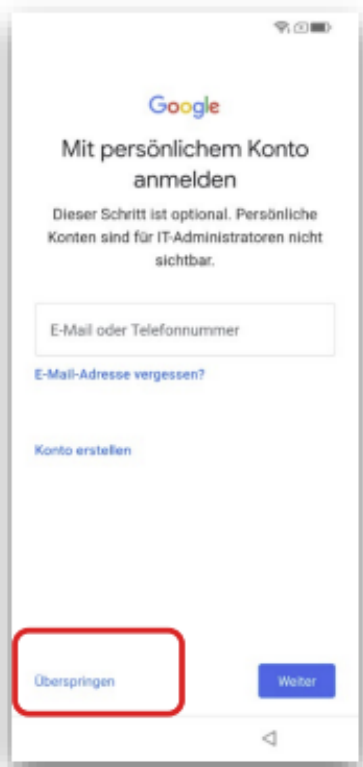 Google
Mit persönlichem Konto
anmelden
Dieser Schritt ist optional. Persönliche
Konten sind für IT-Administratoren nicht
sichtbar.
E-Mail oder Telefonnummer
E-Mail-Adresse vergessen?
Konto erstellen
Überspringen
Weiter